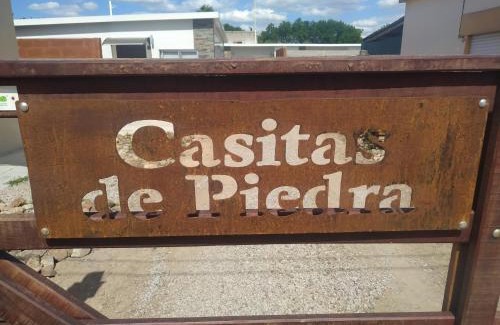 Casitas
de Piedra